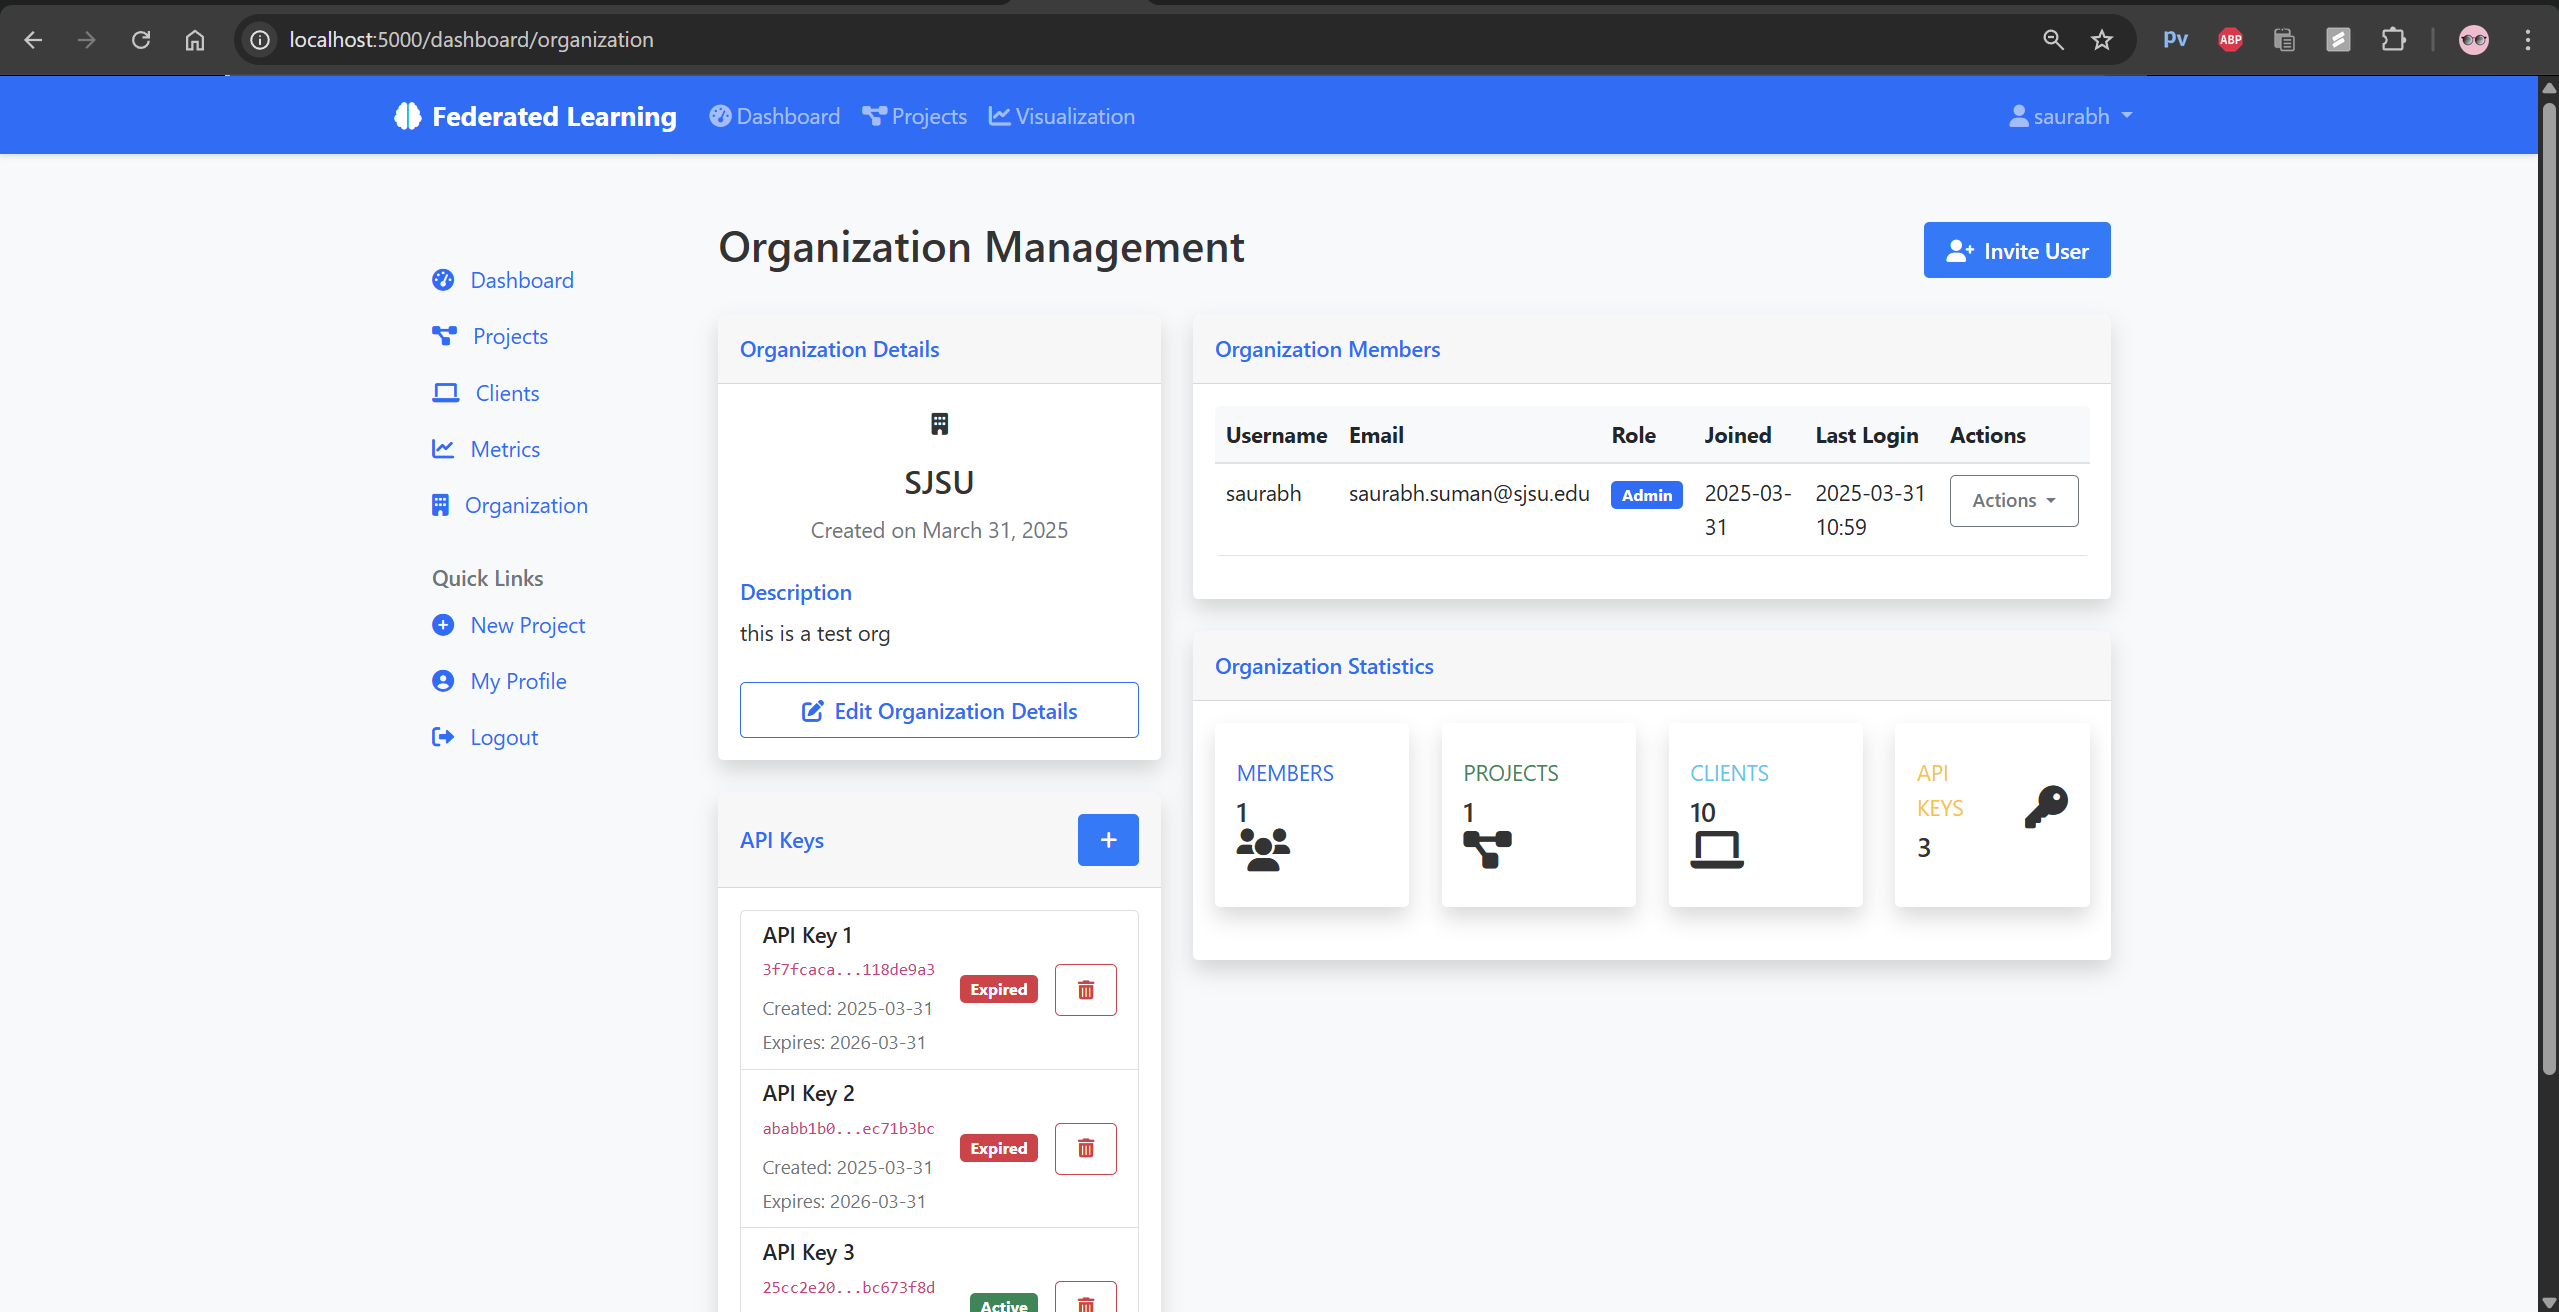 localhost:5000/dashboard/organization
pv
ABP
Federated Learning
Dashboard
Projects
Visualization
saurabh
Dashboard
Projects
Clients
Metrics
Organization
Quick Links
New Project
My Profile
Logout
Organization Management
Invite User
Organization Details
SJSU
Created on March 31, 2025
Description
this is a test org
Edit Organization Details
API Keys
+
API Key 1
3f7fcaca...118de9a3
Created: 2025-03-31
Expires: 2026-03-31
Expired
API Key 2
ababb1b0...ec71b3bc
Created: 2025-03-31
Expires: 2026-03-31
Expired
API Key 3
25cc2e20...bc673f8d
Active
Organization Members
Username Email Role Joined Last Login Actions
saurabh saurabh.suman@sjsu.edu Admin 2025-03- 2025-03-31 Actions
31 10:59
Organization Statistics
MEMBERS
1
PROJECTS
1
CLIENTS
10
API
KEYS
3